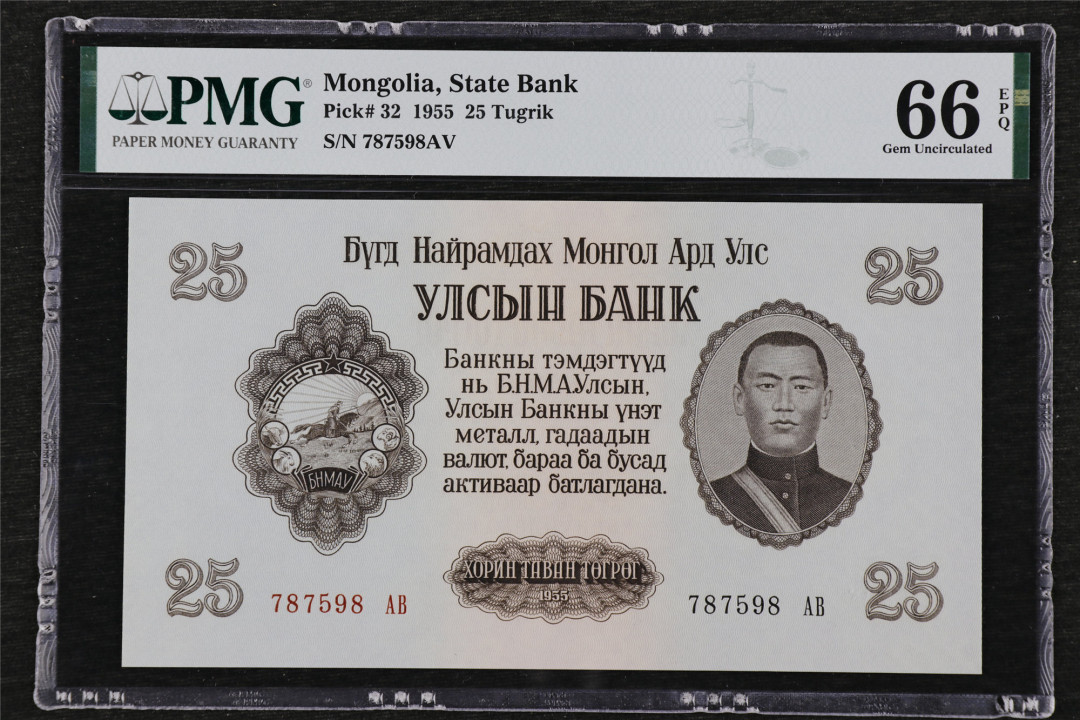 PMG®
PAPER MONEY GUARANTY
Mongolia, State Bank
Pick# 32 1955 25 Tugrik
S/N 787598AV
66
EPQ
Gem Uncirculated
25
Бүгд Найрамдах Монгол Ард Улс
25
УЛСЫН БАНК
Банкны тэмдэгтүүд
нь Б.Н.М.А.Улсын,
Улсын Банкны үнэт
металл, гадаадын
валют, бараа ба бусад
активаар батлагдана.
БНМАУ
25
787598 АВ
ХОРИН ТАВАН ТӨГРӨГ
1955
787598 АВ
25